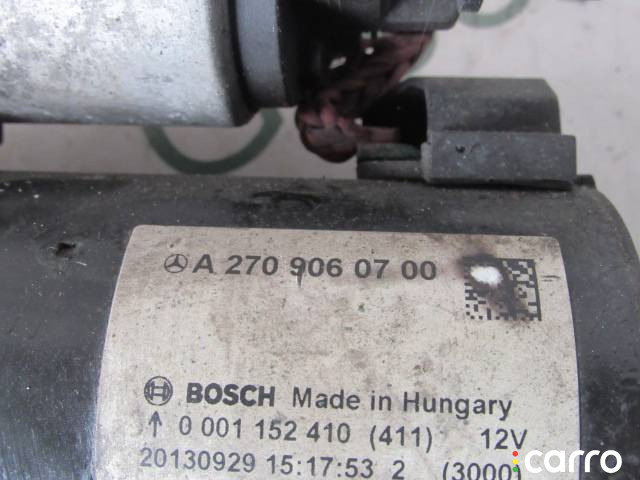 A 270 906 07 00
BOSCH Made in Hungary
↑ 0 001 152 410 (411) 12V
20130929 15:17:53 2 (3000)
carro